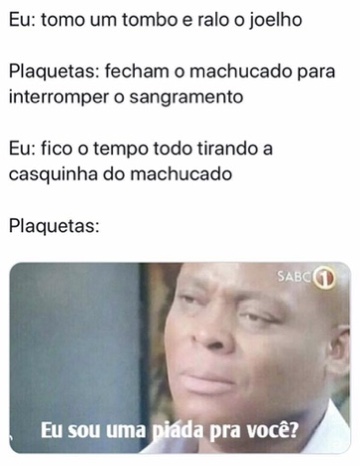 Eu: tomo um tombo e ralo o joelho
Plaquetas: fecham o machucado para
interromper o sangramento
Eu: fico o tempo todo tirando a
casquinha do machucado
Plaquetas:
SABC 1
Eu sou uma piada pra você?